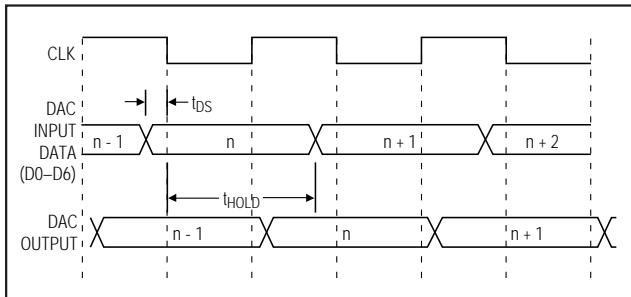 CLK
DAC
INPUT
DATA
(D0–D6)
tDS
n - 1
n
n + 1
n + 2
tHOLD
DAC
OUTPUT
n - 1
n
n + 1